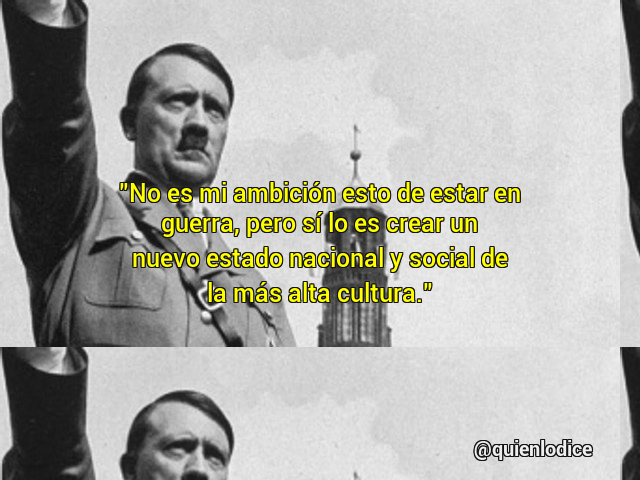 "No es mi ambición esto de estar en
guerra, pero sí lo es crear un
nuevo estado nacional y social de
la más alta cultura."
@quienlodice